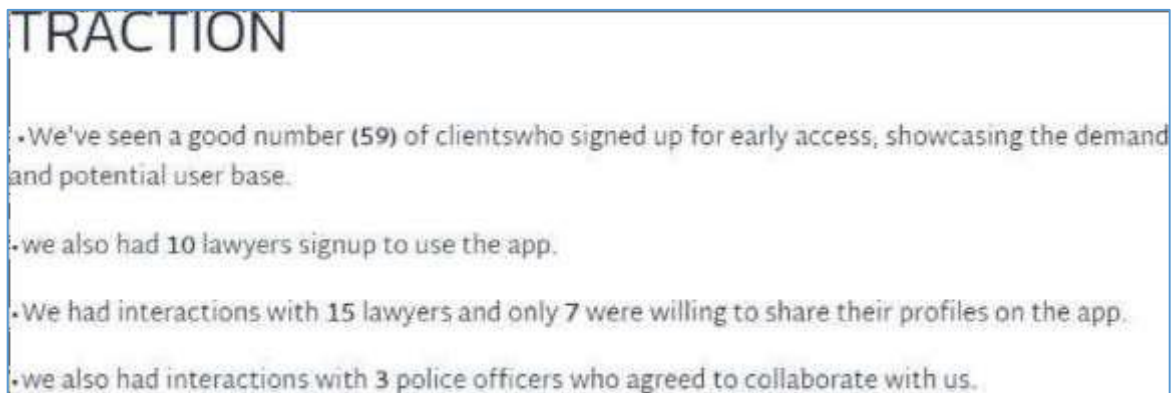 TRACTION
•We've seen a good number (59) of clientswho signed up for early access, showcasing the demand
and potential user base.
•we also had 10 lawyers signup to use the app.
•We had interactions with 15 lawyers and only 7 were willing to share their profiles on the app.
•we also had interactions with 3 police officers who agreed to collaborate with us.